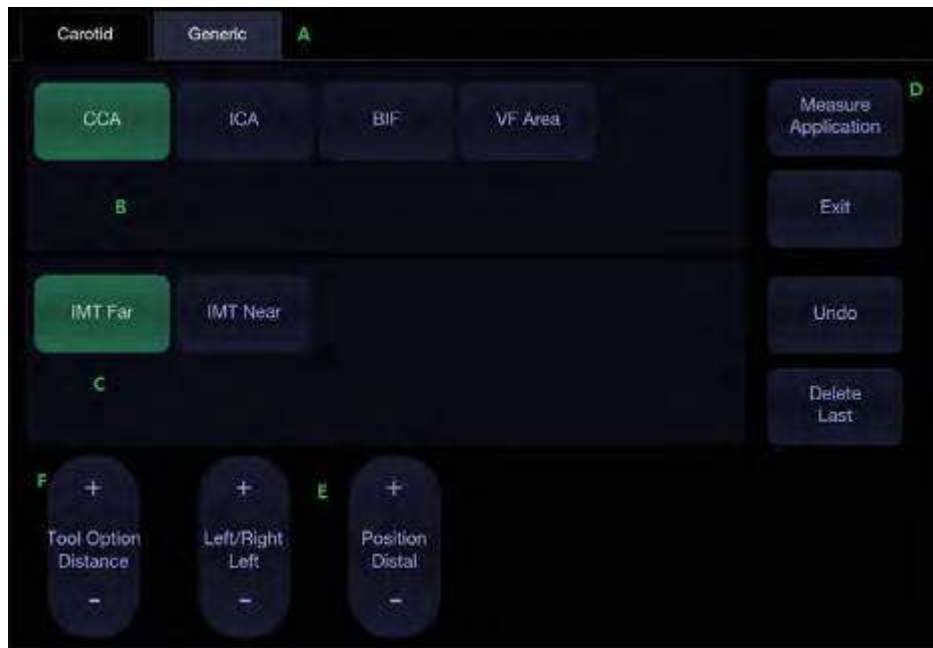 Carotid Generic A
CCA ICA BIF VF Area Measure Application D
B Exit
IMT Far IMT Near Undo
C Delete Last
F + + E + 
Tool Option Left/Right Position
Distance Left Distal
- - -